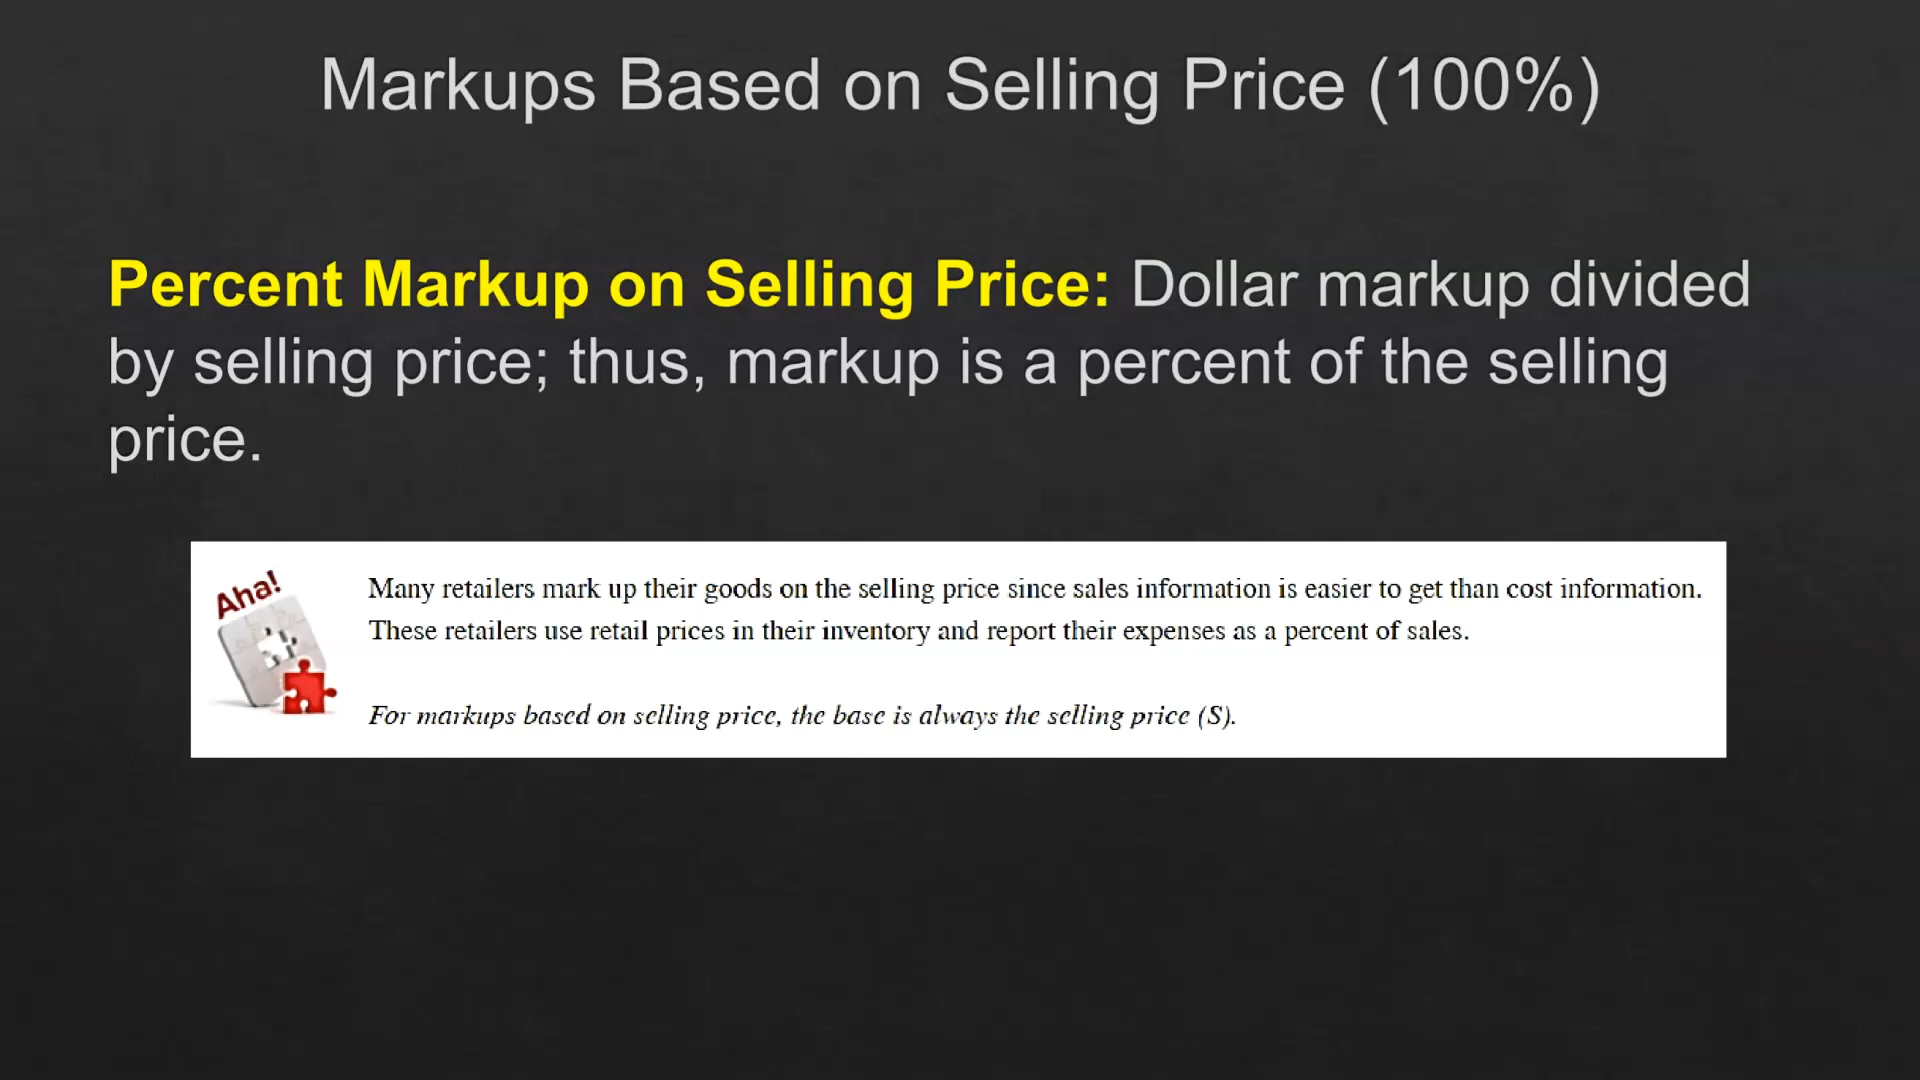 Markups Based on Selling Price (100%)
Percent Markup on Selling Price: Dollar markup divided
by selling price; thus, markup is a percent of the selling
price.
Aha!
Many retailers mark up their goods on the selling price since sales information is easier to get than cost information.
These retailers use retail prices in their inventory and report their expenses as a percent of sales.
For markups based on selling price, the base is always the selling price (S).